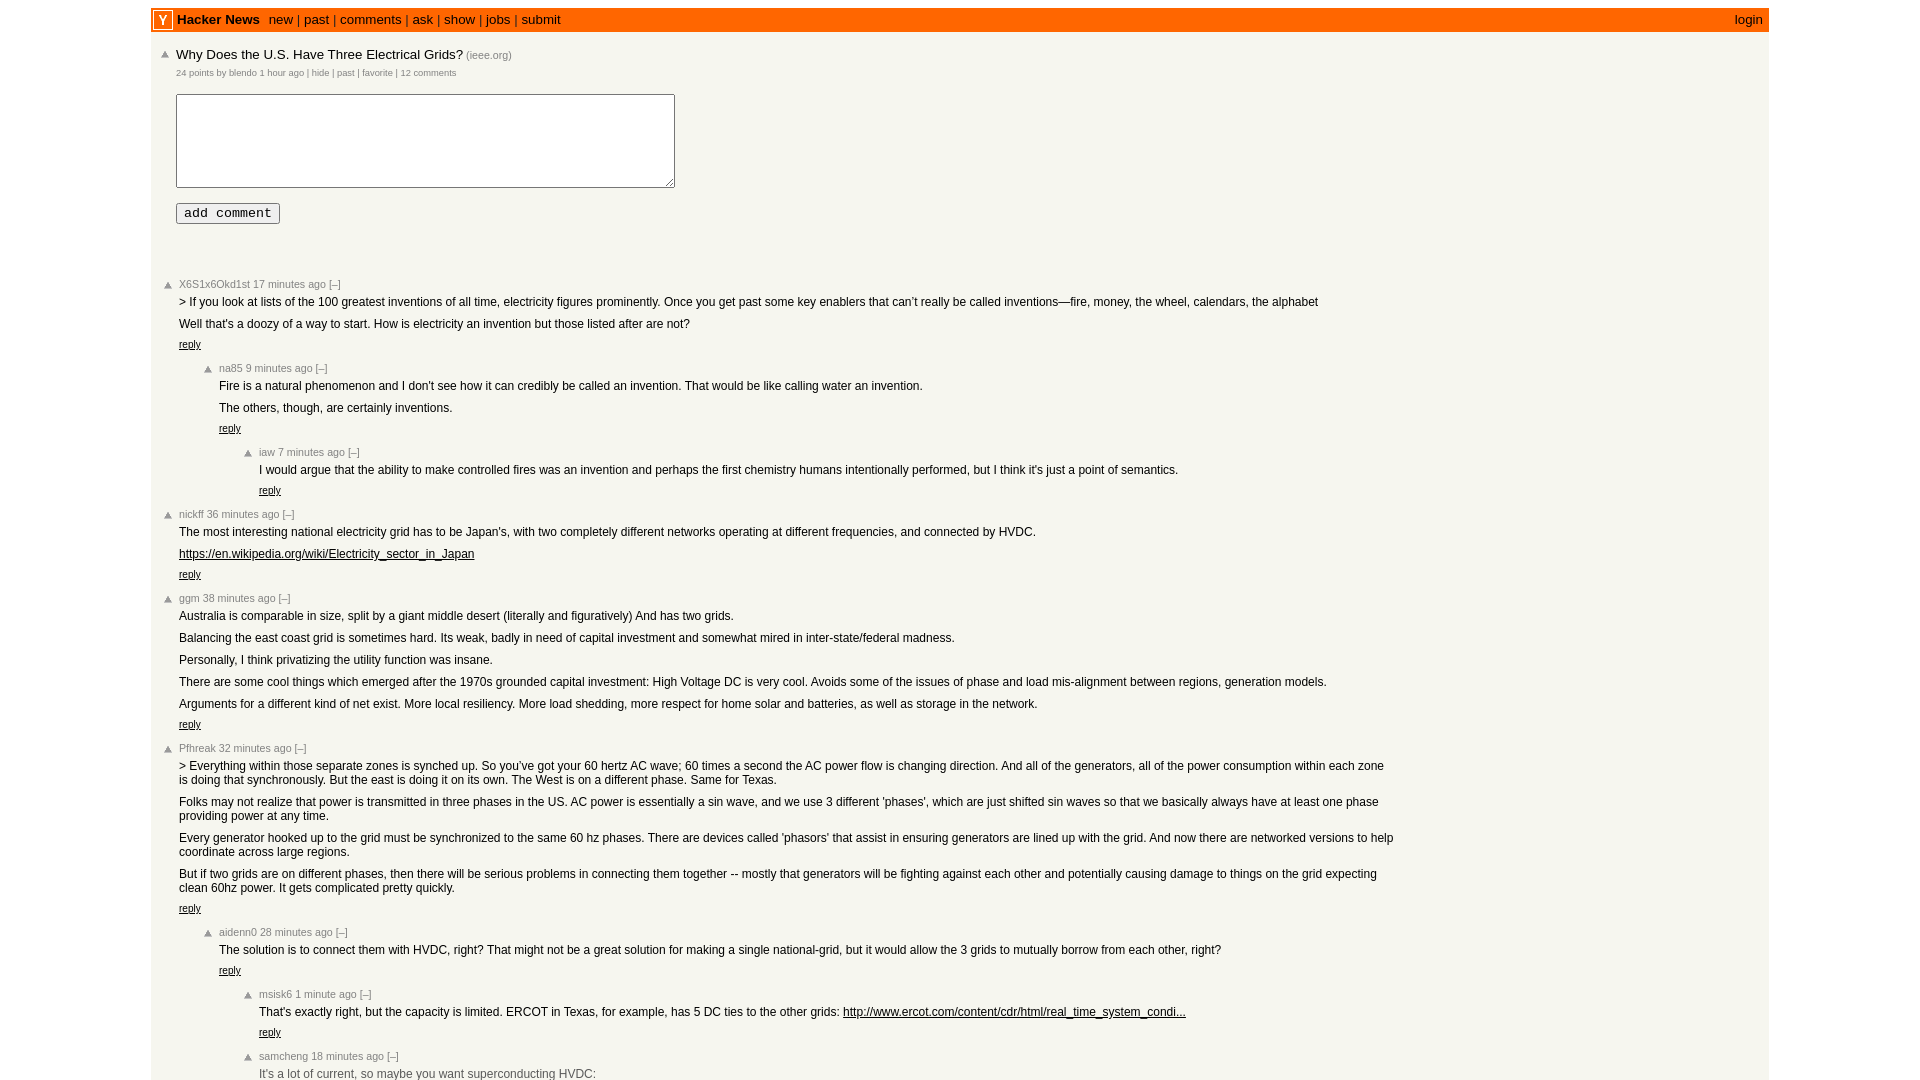 Y Hacker News new | past | comments | ask | show | jobs | submit login
Why Does the U.S. Have Three Electrical Grids? (ieee.org)
24 points by blendo 1 hour ago | hide | past | favorite | 12 comments
add comment
X6S1x6Okd1st 17 minutes ago [–]
> If you look at lists of the 100 greatest inventions of all time, electricity figures prominently. Once you get past some key enablers that can’t really be called inventions—fire, money, the wheel, calendars, the alphabet
Well that's a doozy of a way to start. How is electricity an invention but those listed after are not?
reply
na85 9 minutes ago [–]
Fire is a natural phenomenon and I don't see how it can credibly be called an invention. That would be like calling water an invention.
The others, though, are certainly inventions.
reply
iaw 7 minutes ago [–]
I would argue that the ability to make controlled fires was an invention and perhaps the first chemistry humans intentionally performed, but I think it's just a point of semantics.
reply
nickff 36 minutes ago [–]
The most interesting national electricity grid has to be Japan's, with two completely different networks operating at different frequencies, and connected by HVDC.
https://en.wikipedia.org/wiki/Electricity_sector_in_Japan
reply
ggm 38 minutes ago [–]
Australia is comparable in size, split by a giant middle desert (literally and figuratively) And has two grids.
Balancing the east coast grid is sometimes hard. Its weak, badly in need of capital investment and somewhat mired in inter-state/federal madness.
Personally, I think privatizing the utility function was insane.
There are some cool things which emerged after the 1970s grounded capital investment: High Voltage DC is very cool. Avoids some of the issues of phase and load mis-alignment between regions, generation models.
Arguments for a different kind of net exist. More local resiliency. More load shedding, more respect for home solar and batteries, as well as storage in the network.
reply
Pfhreak 32 minutes ago [–]
> Everything within those separate zones is synched up. So you’ve got your 60 hertz AC wave; 60 times a second the AC power flow is changing direction. And all of the generators, all of the power consumption within each zone
is doing that synchronously. But the east is doing it on its own. The West is on a different phase. Same for Texas.
Folks may not realize that power is transmitted in three phases in the US. AC power is essentially a sin wave, and we use 3 different 'phases', which are just shifted sin waves so that we basically always have at least one phase
providing power at any time.
Every generator hooked up to the grid must be synchronized to the same 60 hz phases. There are devices called 'phasors' that assist in ensuring generators are lined up with the grid. And now there are networked versions to help
coordinate across large regions.
But if two grids are on different phases, then there will be serious problems in connecting them together -- mostly that generators will be fighting against each other and potentially causing damage to things on the grid expecting
clean 60hz power. It gets complicated pretty quickly.
reply
aidenn0 28 minutes ago [–]
The solution is to connect them with HVDC, right? That might not be a great solution for making a single national-grid, but it would allow the 3 grids to mutually borrow from each other, right?
reply
msisk6 1 minute ago [–]
That's exactly right, but the capacity is limited. ERCOT in Texas, for example, has 5 DC ties to the other grids: http://www.ercot.com/content/cdr/html/real_time_system_condi...
reply
samcheng 18 minutes ago [–]
It's a lot of current, so maybe you want superconducting HVDC: